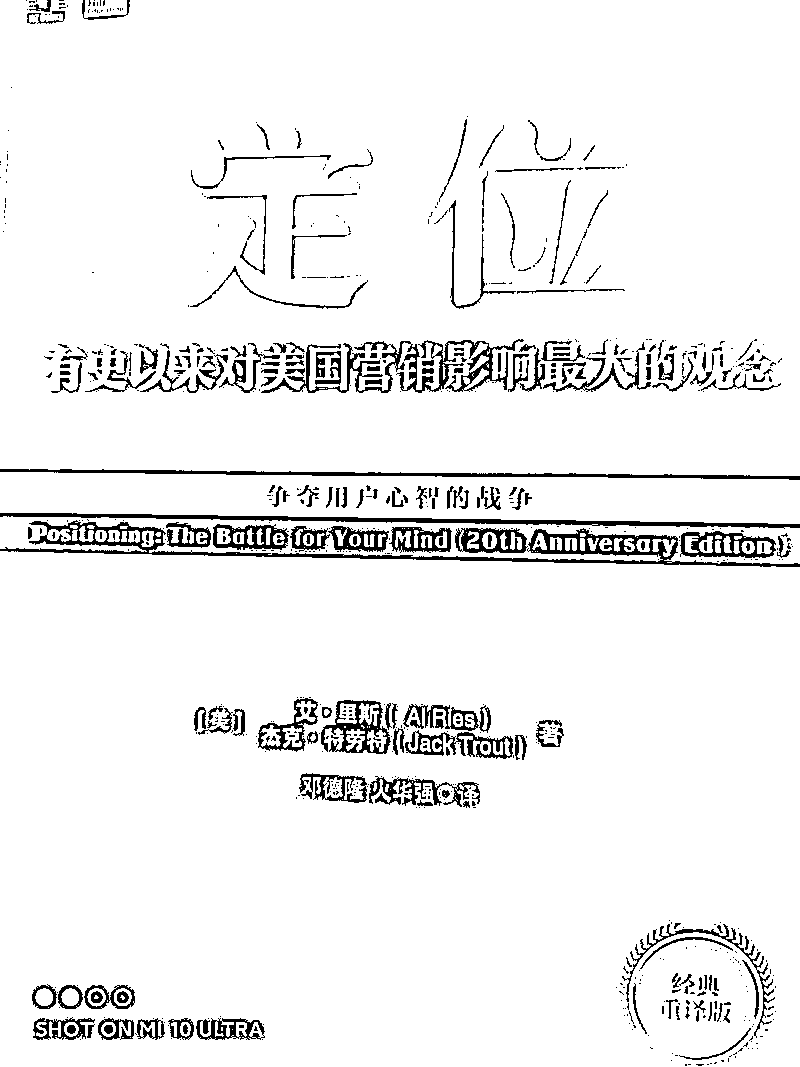 定位
有史以来对美国营销影响最大的观念
争夺用户心智的战争
Positioning: The Battle for Your Mind (20th Anniversary Edition)
[美] 艾·里斯 ( Al Ries )
杰克·特劳特 ( Jack Trout ) 著
邓德隆 火华强◎译
经典
重译版
SHOT ON MI 10 ULTRA